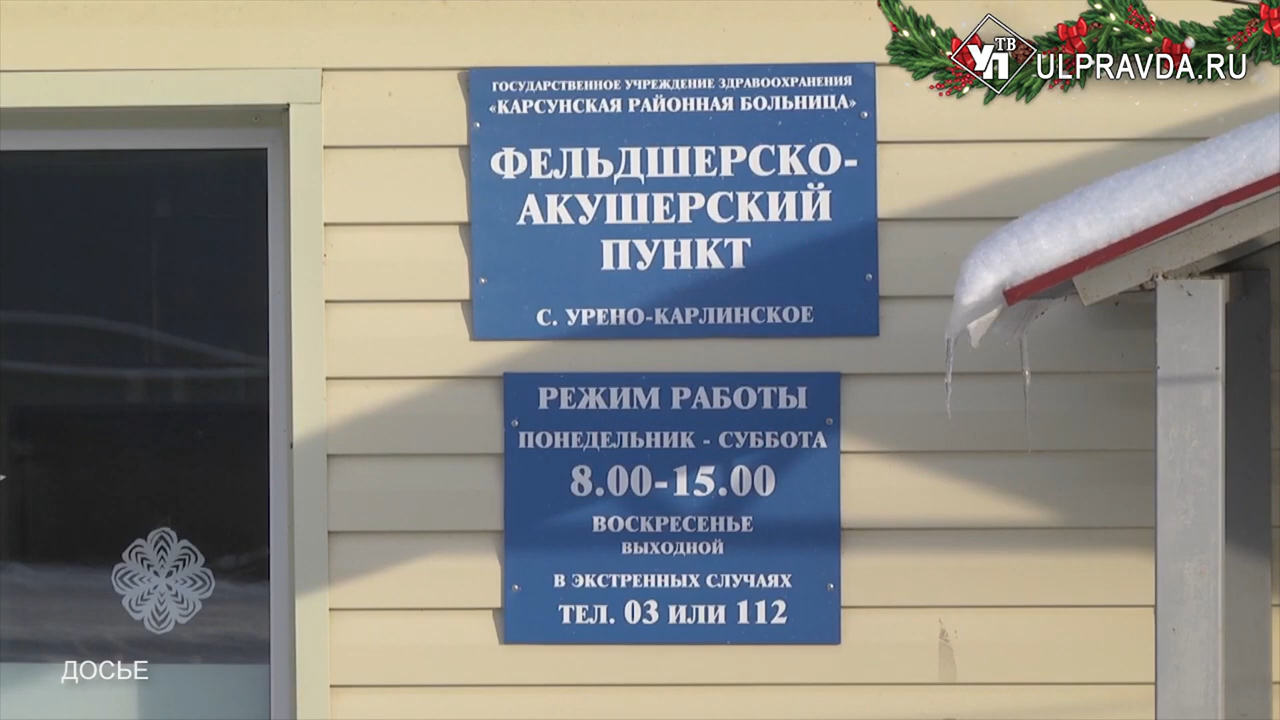 УП ТВ ULPRAVDA.RU
ГОСУДАРСТВЕННОЕ УЧРЕЖДЕНИЕ ЗДРАВООХРАНЕНИЯ
«КАРСУНСКАЯ РАЙОННАЯ БОЛЬНИЦА»
ФЕЛЬДШЕРСКО-
АКУШЕРСКИЙ
ПУНКТ
С. УРЕНО-КАРЛИНСКОЕ
РЕЖИМ РАБОТЫ
ПОНЕДЕЛЬНИК - СУББОТА
8.00-15.00
ВОСКРЕСЕНЬЕ
ВЫХОДНОЙ
В ЭКСТРЕННЫХ СЛУЧАЯХ
ТЕЛ. 03 ИЛИ 112
ДОСЬЕ